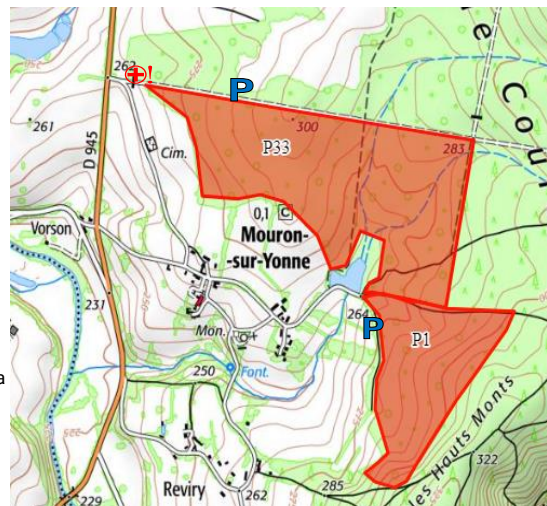 262
!
P
261
D 945
Cim.
P33
300
283
Cou
0,1 C
Mouron-
-sur-Yonne
Vorson
231
264
P
P1
Mon.
250
Font.
a
Reviry
262
285
322
les Hauts Monts
229